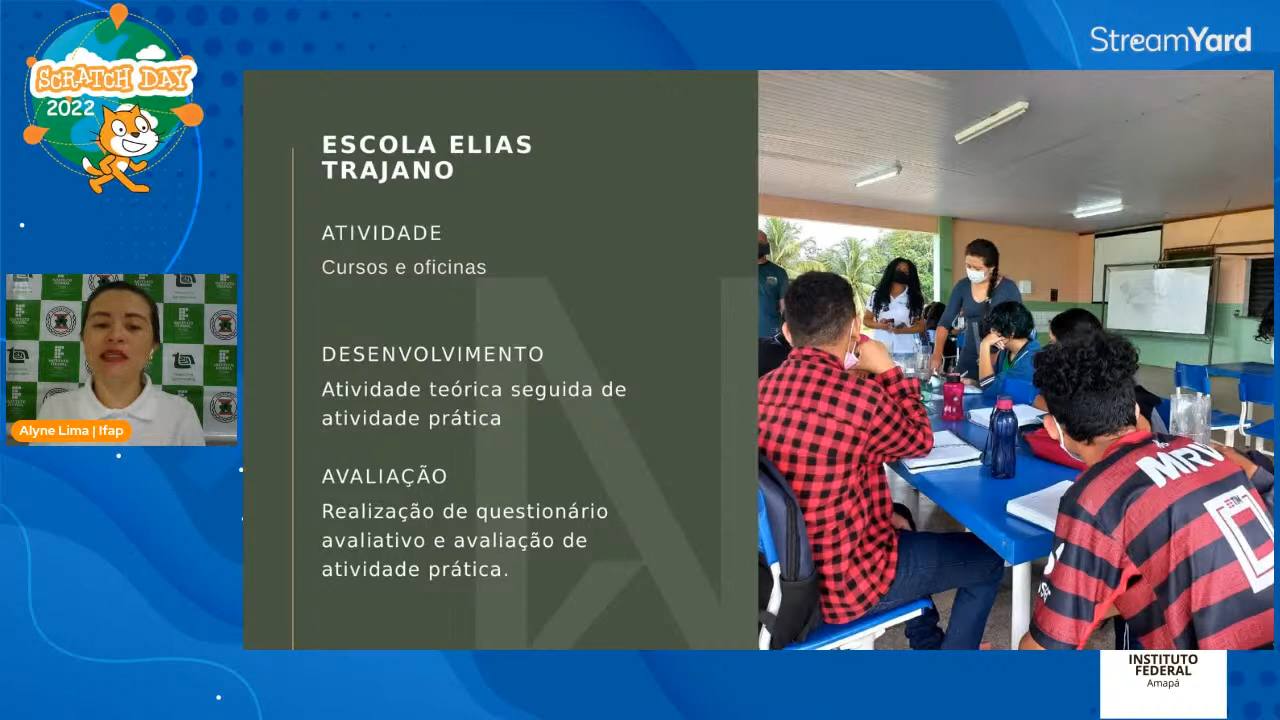 SCRATCH DAY
2022
StreamYard
ESCOLA ELIAS
TRAJANO
ATIVIDADE
Cursos e oficinas
DESENVOLVIMENTO
Atividade teórica seguida de
atividade prática
AVALIAÇÃO
Realização de questionário
avaliativo e avaliação de
atividade prática.
Alyne Lima | Ifap
MRV
INSTITUTO
FEDERAL
Amapá